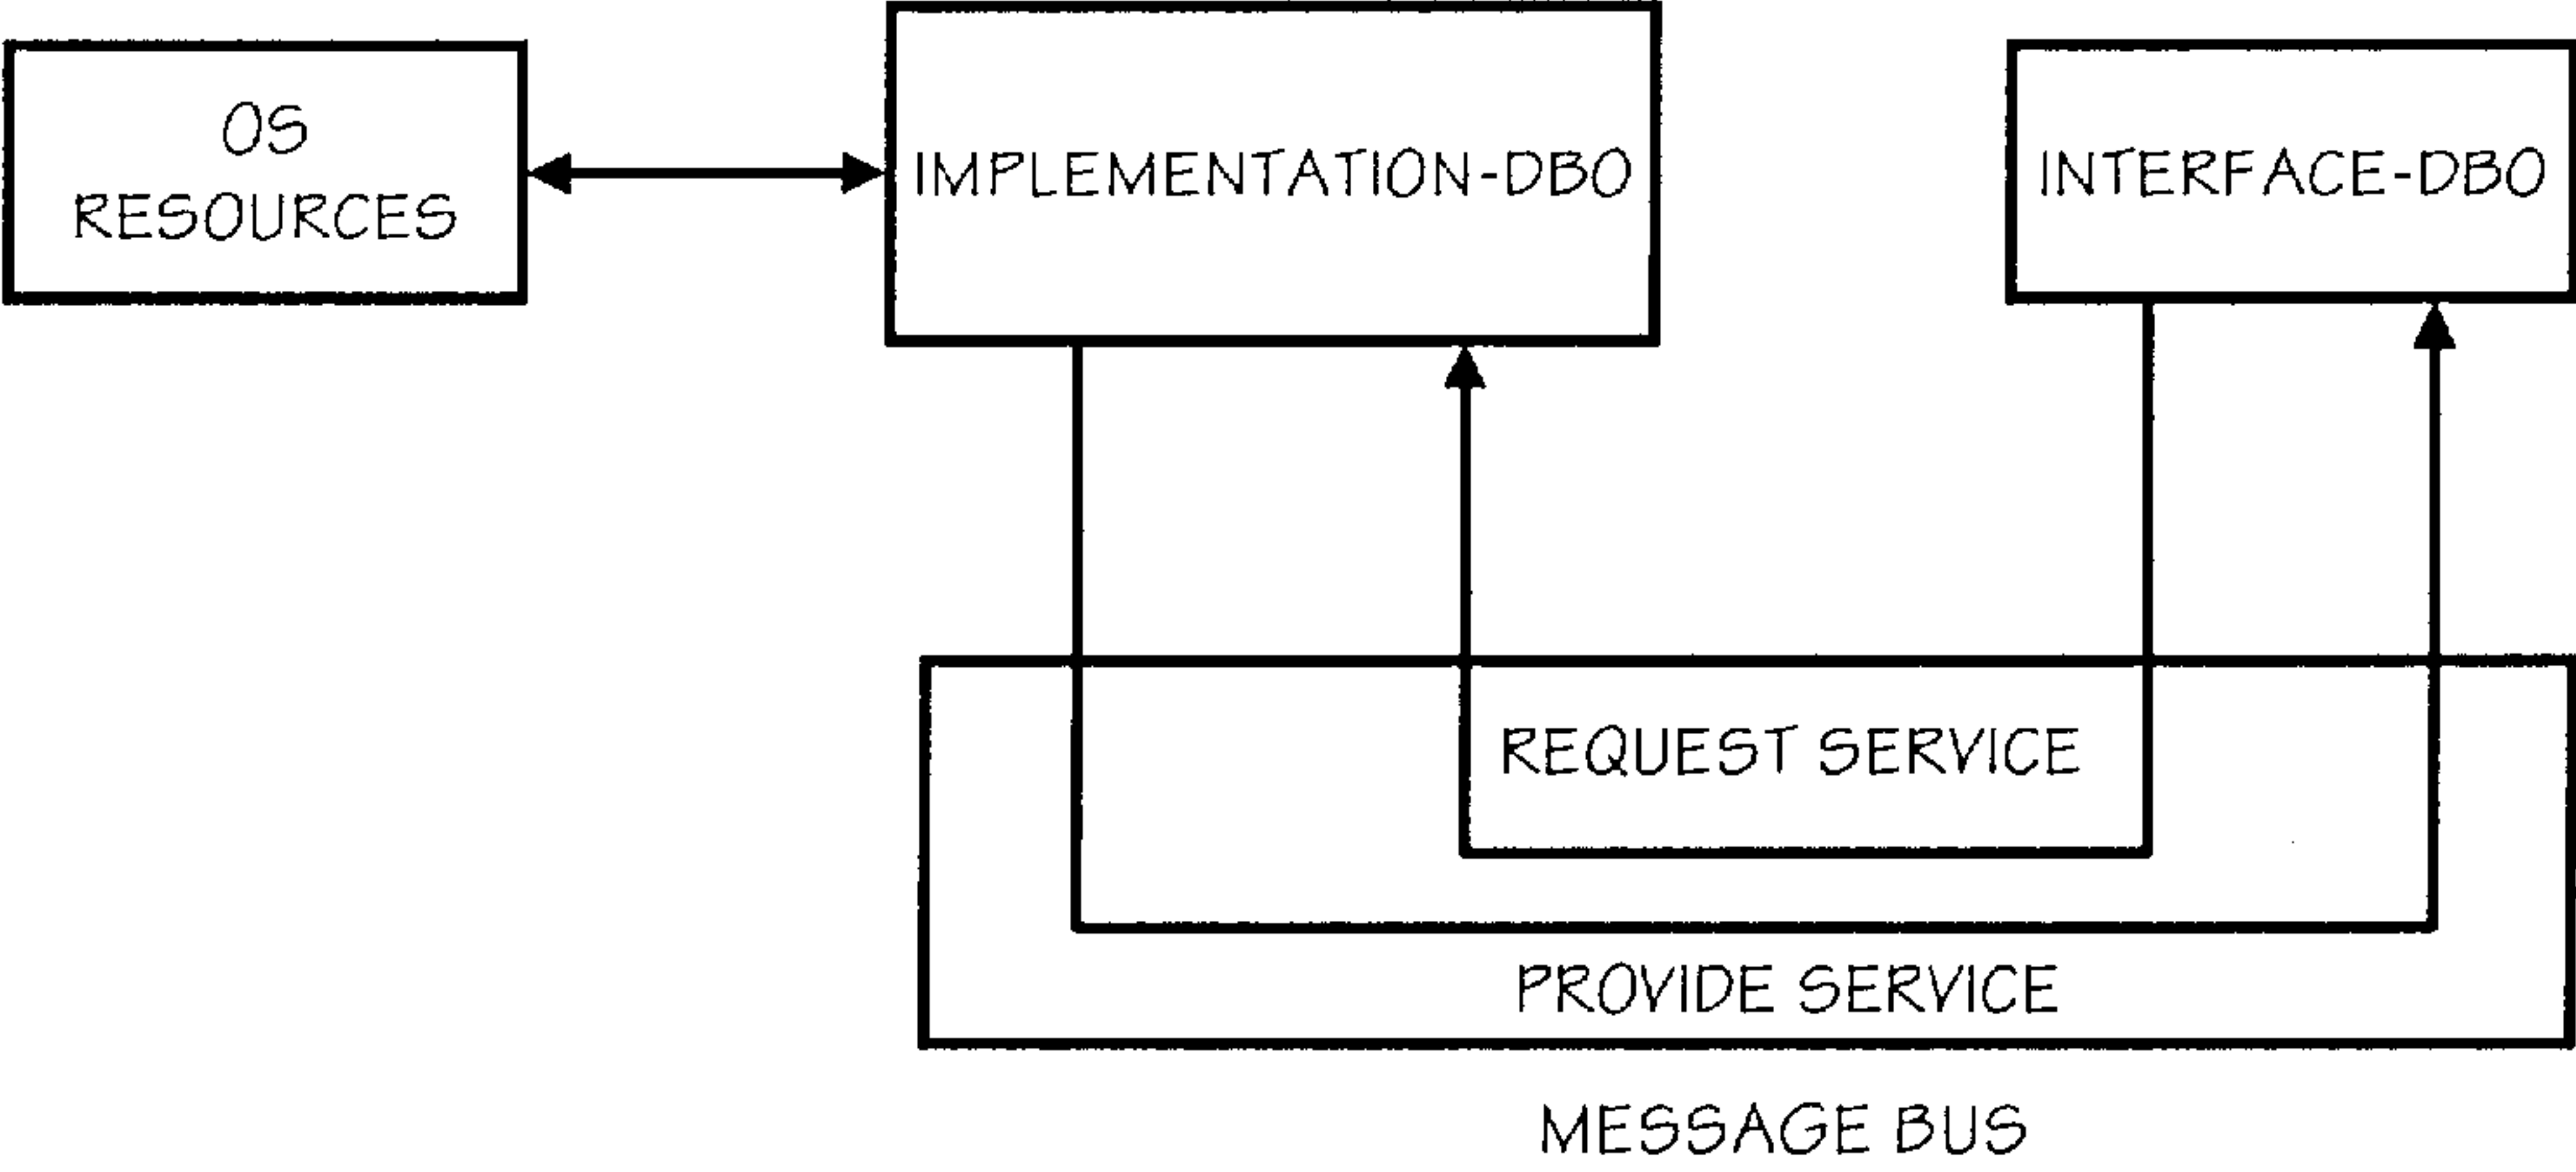 OS
RESOURCES
IMPLEMENTATION-DBO
INTERFACE-DBO
REQUEST SERVICE
PROVIDE SERVICE
MESSAGE BUS